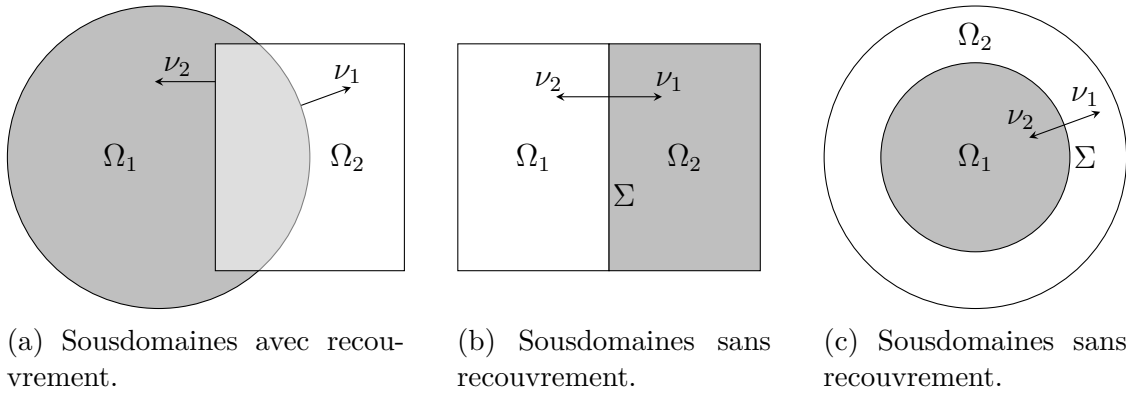 ν₂
ν₁
Ω₁
Ω₂
(a) Sousdomaines avec recou-
vrement.
ν₂
ν₁
Ω₁
Ω₂
Σ
(b) Sousdomaines sans
recouvrement.
Ω₂
ν₁
ν₂
Ω₁
Σ
(c) Sousdomaines sans
recouvrement.